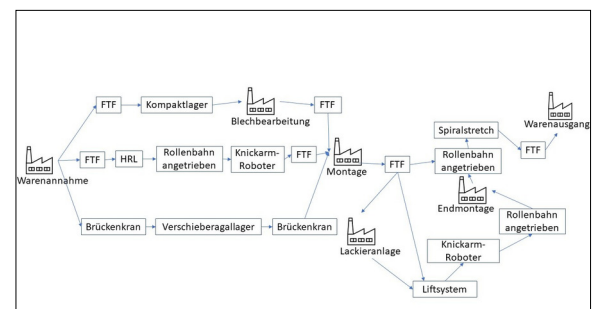 FTF
Kompaktlager
Blechbearbeitung
FTF
Warenannahme
FTF
HRL
Rollenbahn
angetrieben
Knickarm-
Roboter
FTF
Montage
Brückenkran
Verschieberagallager
Brückenkran
FTF
Lackieranlage
Liftsystem
Knickarm-
Roboter
Rollenbahn
angetrieben
Endmontage
Rollenbahn
angetrieben
Spiralstretch
FTF
Warenausgang